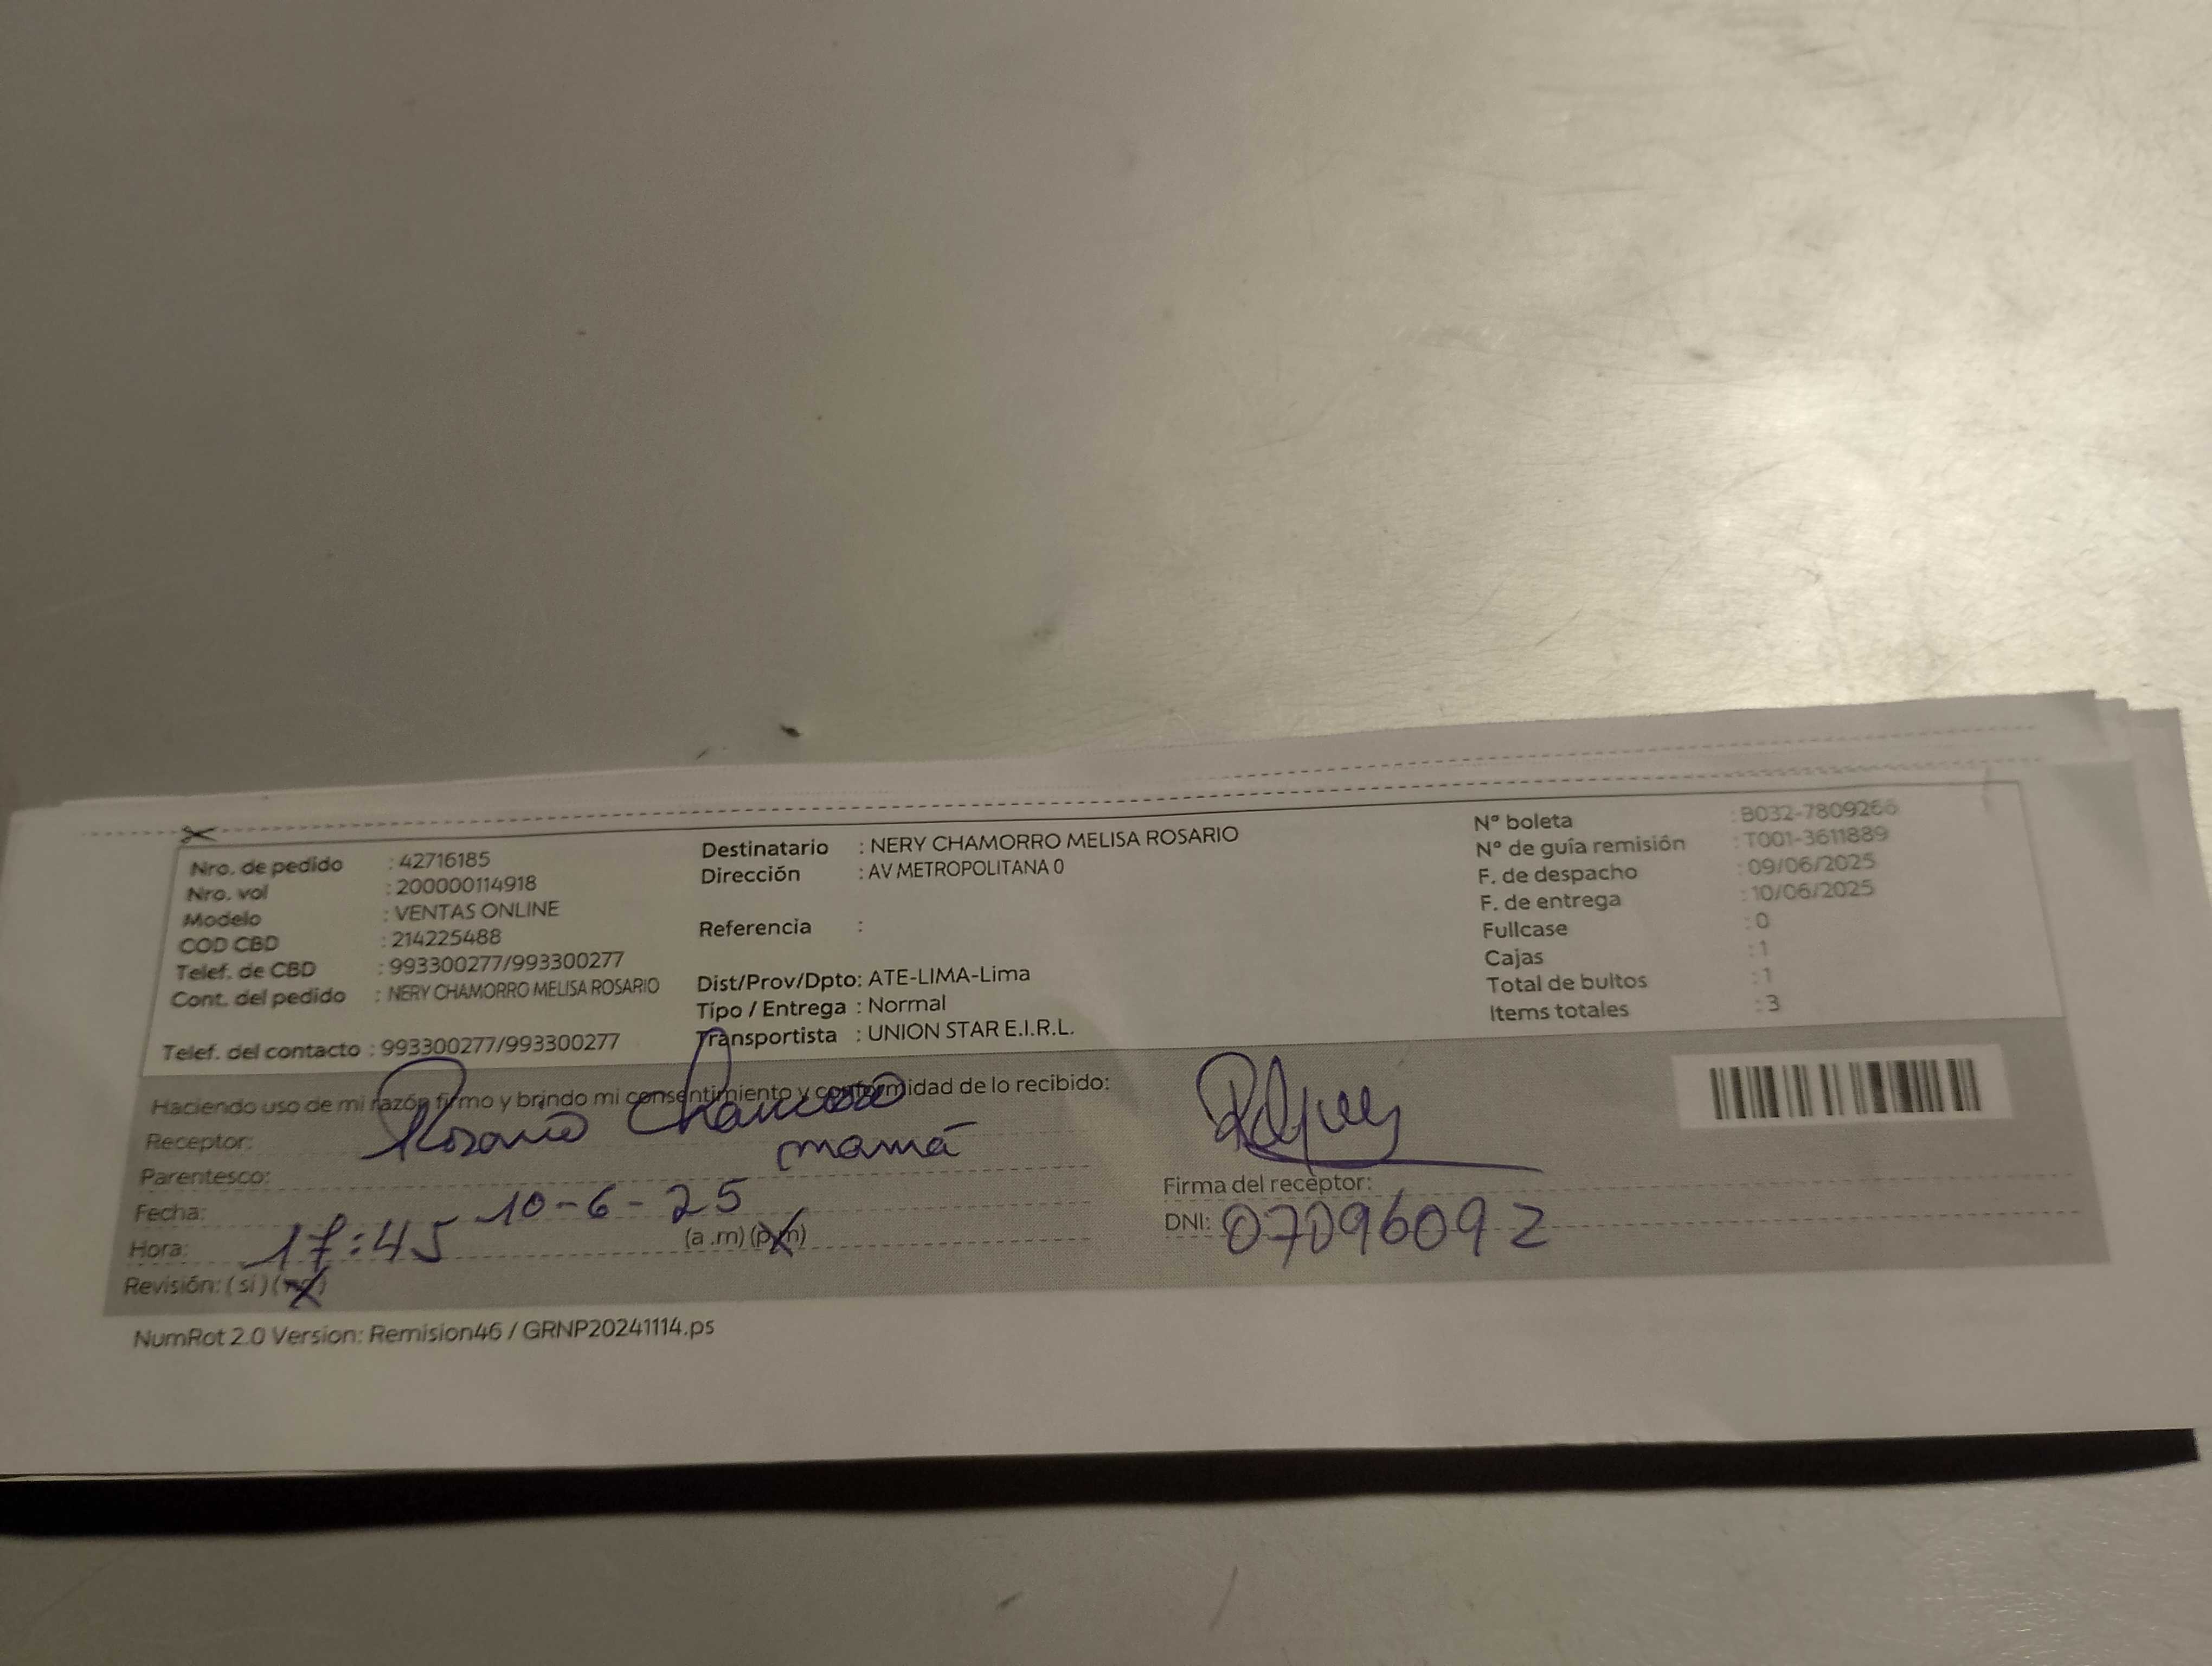 Nro. de pedido : 42716185
Nro. vol : 200000114918
Modelo : VENTAS ONLINE
COD CBD : 214225488
Telef. de CBD : 993300277/993300277
Cont. del pedido : NERY CHAMORRO MELISA ROSARIO
Telef. del contacto : 993300277/993300277
Destinatario : NERY CHAMORRO MELISA ROSARIO
Dirección : AV METROPOLITANA 0
Referencia :
Dist/Prov/Dpto: ATE-LIMA-Lima
Tipo / Entrega : Normal
Transportista : UNION STAR E.I.R.L.
N° boleta : B032-7809266
N° de guía remisión : T001-3611889
F. de despacho : 09/06/2025
F. de entrega : 10/06/2025
Fullcase : 0
Cajas : 1
Total de bultos : 1
Items totales : 3
Haciendo uso de mi razón firmo y brindo mi consentimiento y conformidad de lo recibido:
Receptor: Rosario Chamorro
Parentesco: mamá
Fecha: 10-6-25
Hora: 17:45 (a .m) (p.m)
Revisión: (si) (no)
Firma del receptor:
DNI: 07096092
NumRot 2.0 Version: Remision46 / GRNP20241114.ps